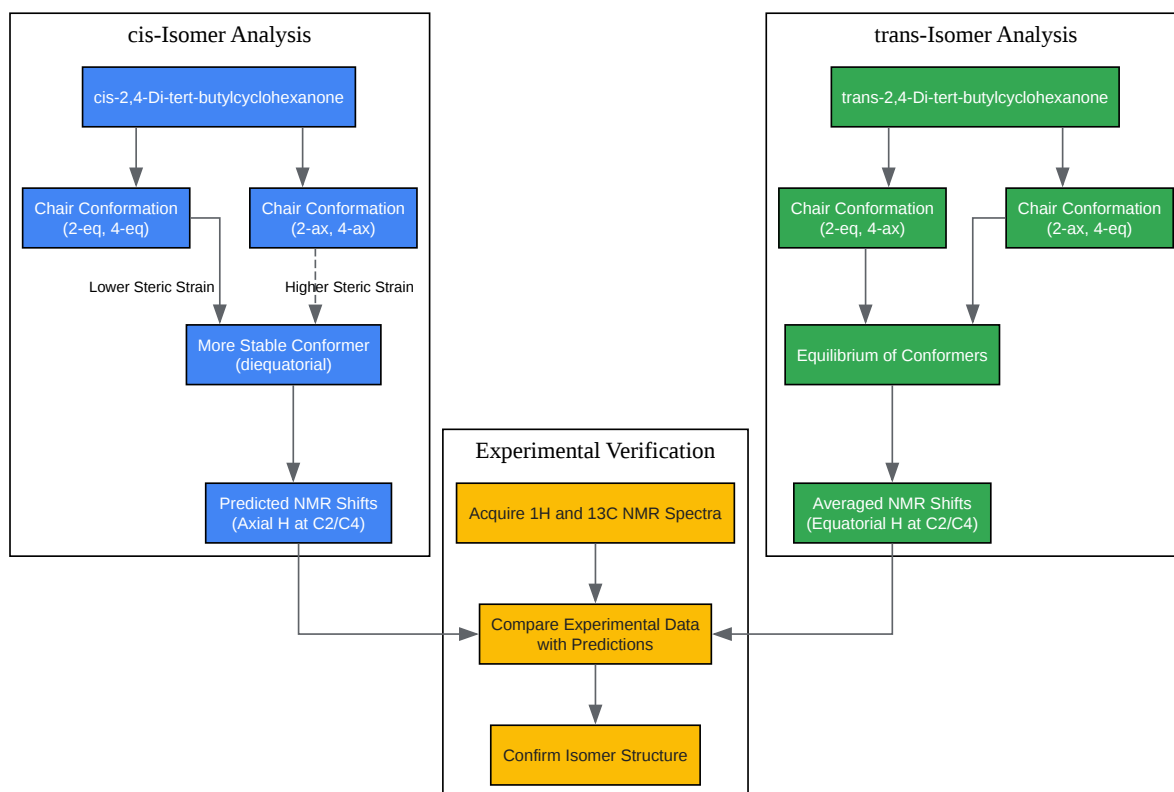 cis-Isomer Analysis
cis-2,4-Di-tert-butylcyclohexanone
Chair Conformation
(2-eq, 4-eq)
Chair Conformation
(2-ax, 4-ax)
Lower Steric Strain
Higher Steric Strain
More Stable Conformer
(diequatorial)
Predicted NMR Shifts
(Axial H at C2/C4)
trans-Isomer Analysis
trans-2,4-Di-tert-butylcyclohexanone
Chair Conformation
(2-eq, 4-ax)
Chair Conformation
(2-ax, 4-eq)
Equilibrium of Conformers
Averaged NMR Shifts
(Equatorial H at C2/C4)
Experimental Verification
Acquire 1H and 13C NMR Spectra
Compare Experimental Data
with Predictions
Confirm Isomer Structure